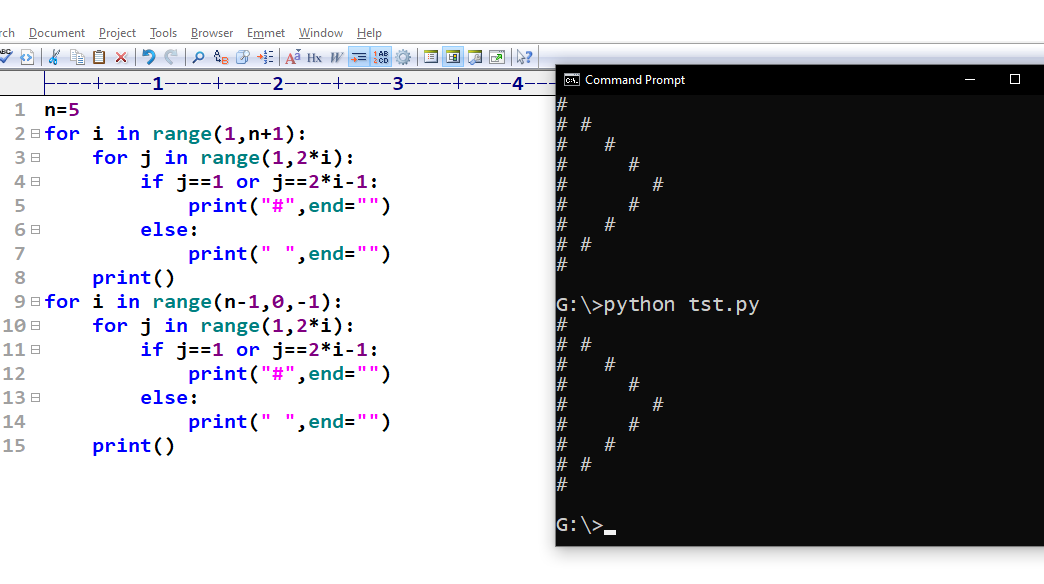 rch Document Project Tools Browser Emmet Window Help
----+----1----+----2----+----3----+----4--
1 n=5
2 for i in range(1,n+1):
3     for j in range(1,2*i):
4         if j==1 or j==2*i-1:
5             print("#",end="")
6         else:
7             print(" ",end="")
8     print()
9 for i in range(n-1,0,-1):
10     for j in range(1,2*i):
11         if j==1 or j==2*i-1:
12             print("#",end="")
13         else:
14             print(" ",end="")
15     print()
Command Prompt
#
# #
#   #
#     #
#       #
#     #
#   #
# #
#
G:\>python tst.py
#
# #
#   #
#     #
#       #
#     #
#   #
# #
#
G:\>_